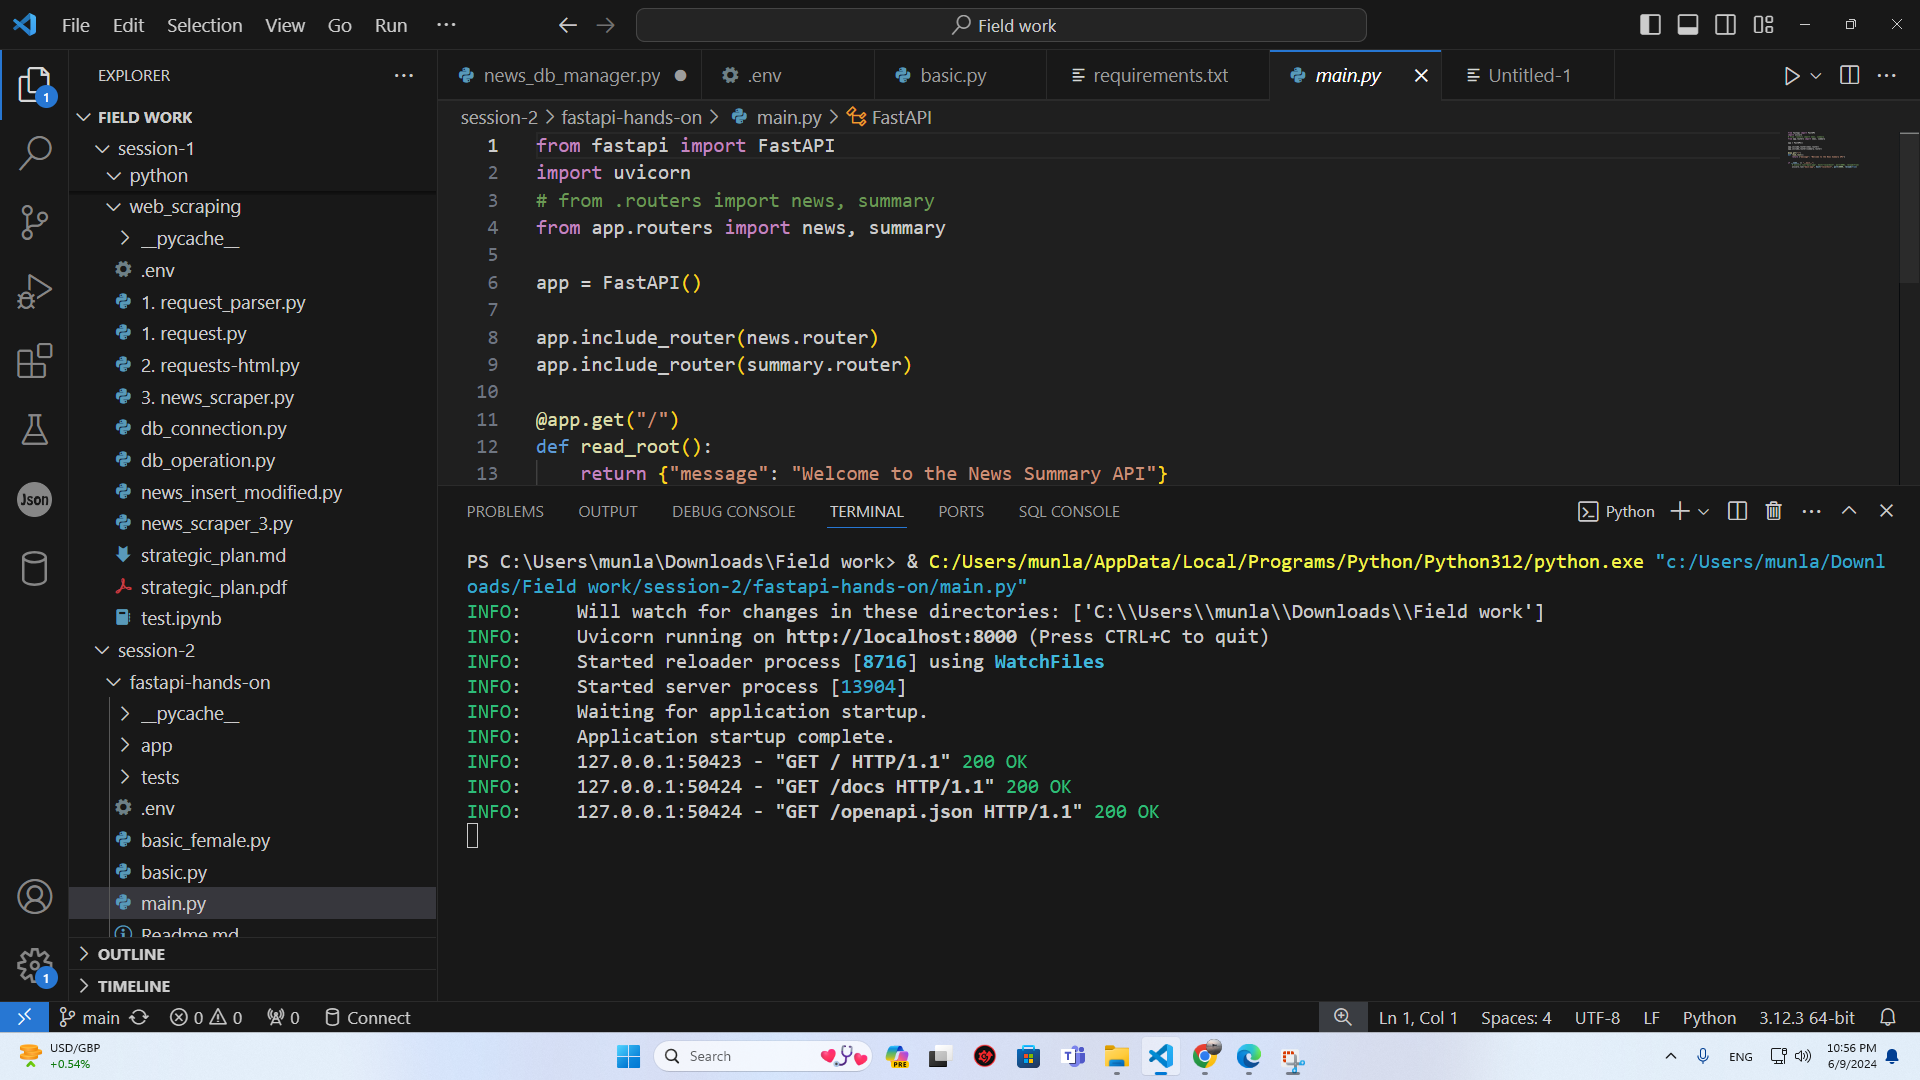 File Edit Selection View Go Run ···
Field work
EXPLORER
FIELD WORK
session-1
python
web_scraping
__pycache__
.env
1. request_parser.py
1. request.py
2. requests-html.py
3. news_scraper.py
db_connection.py
db_operation.py
news_insert_modified.py
news_scraper_3.py
strategic_plan.md
strategic_plan.pdf
test.ipynb
session-2
fastapi-hands-on
__pycache__
app
tests
.env
basic_female.py
basic.py
main.py
Readme.md
OUTLINE
TIMELINE
1
Json
1
news_db_manager.py .env basic.py requirements.txt main.py Untitled-1
session-2 > fastapi-hands-on > main.py > FastAPI
1 from fastapi import FastAPI
2 import uvicorn
3 # from .routers import news, summary
4 from app.routers import news, summary
5
6 app = FastAPI()
7
8 app.include_router(news.router)
9 app.include_router(summary.router)
10
11 @app.get("/")
12 def read_root():
13 return {"message": "Welcome to the News Summary API"}
PROBLEMS OUTPUT DEBUG CONSOLE TERMINAL PORTS SQL CONSOLE
Python
PS C:\Users\munla\Downloads\Field work> & C:/Users/munla/AppData/Local/Programs/Python/Python312/python.exe "c:/Users/munla/Downl
oads/Field work/session-2/fastapi-hands-on/main.py"
INFO: Will watch for changes in these directories: ['C:\\Users\\munla\\Downloads\\Field work']
INFO: Uvicorn running on http://localhost:8000 (Press CTRL+C to quit)
INFO: Started reloader process [8716] using WatchFiles
INFO: Started server process [13904]
INFO: Waiting for application startup.
INFO: Application startup complete.
INFO: 127.0.0.1:50423 - "GET / HTTP/1.1" 200 OK
INFO: 127.0.0.1:50424 - "GET /docs HTTP/1.1" 200 OK
INFO: 127.0.0.1:50424 - "GET /openapi.json HTTP/1.1" 200 OK
main 0 0 0 Connect
Ln 1, Col 1 Spaces: 4 UTF-8 LF Python 3.12.3 64-bit
USD/GBP
+0.54%
Search
PRE
ENG
10:56 PM
6/9/2024